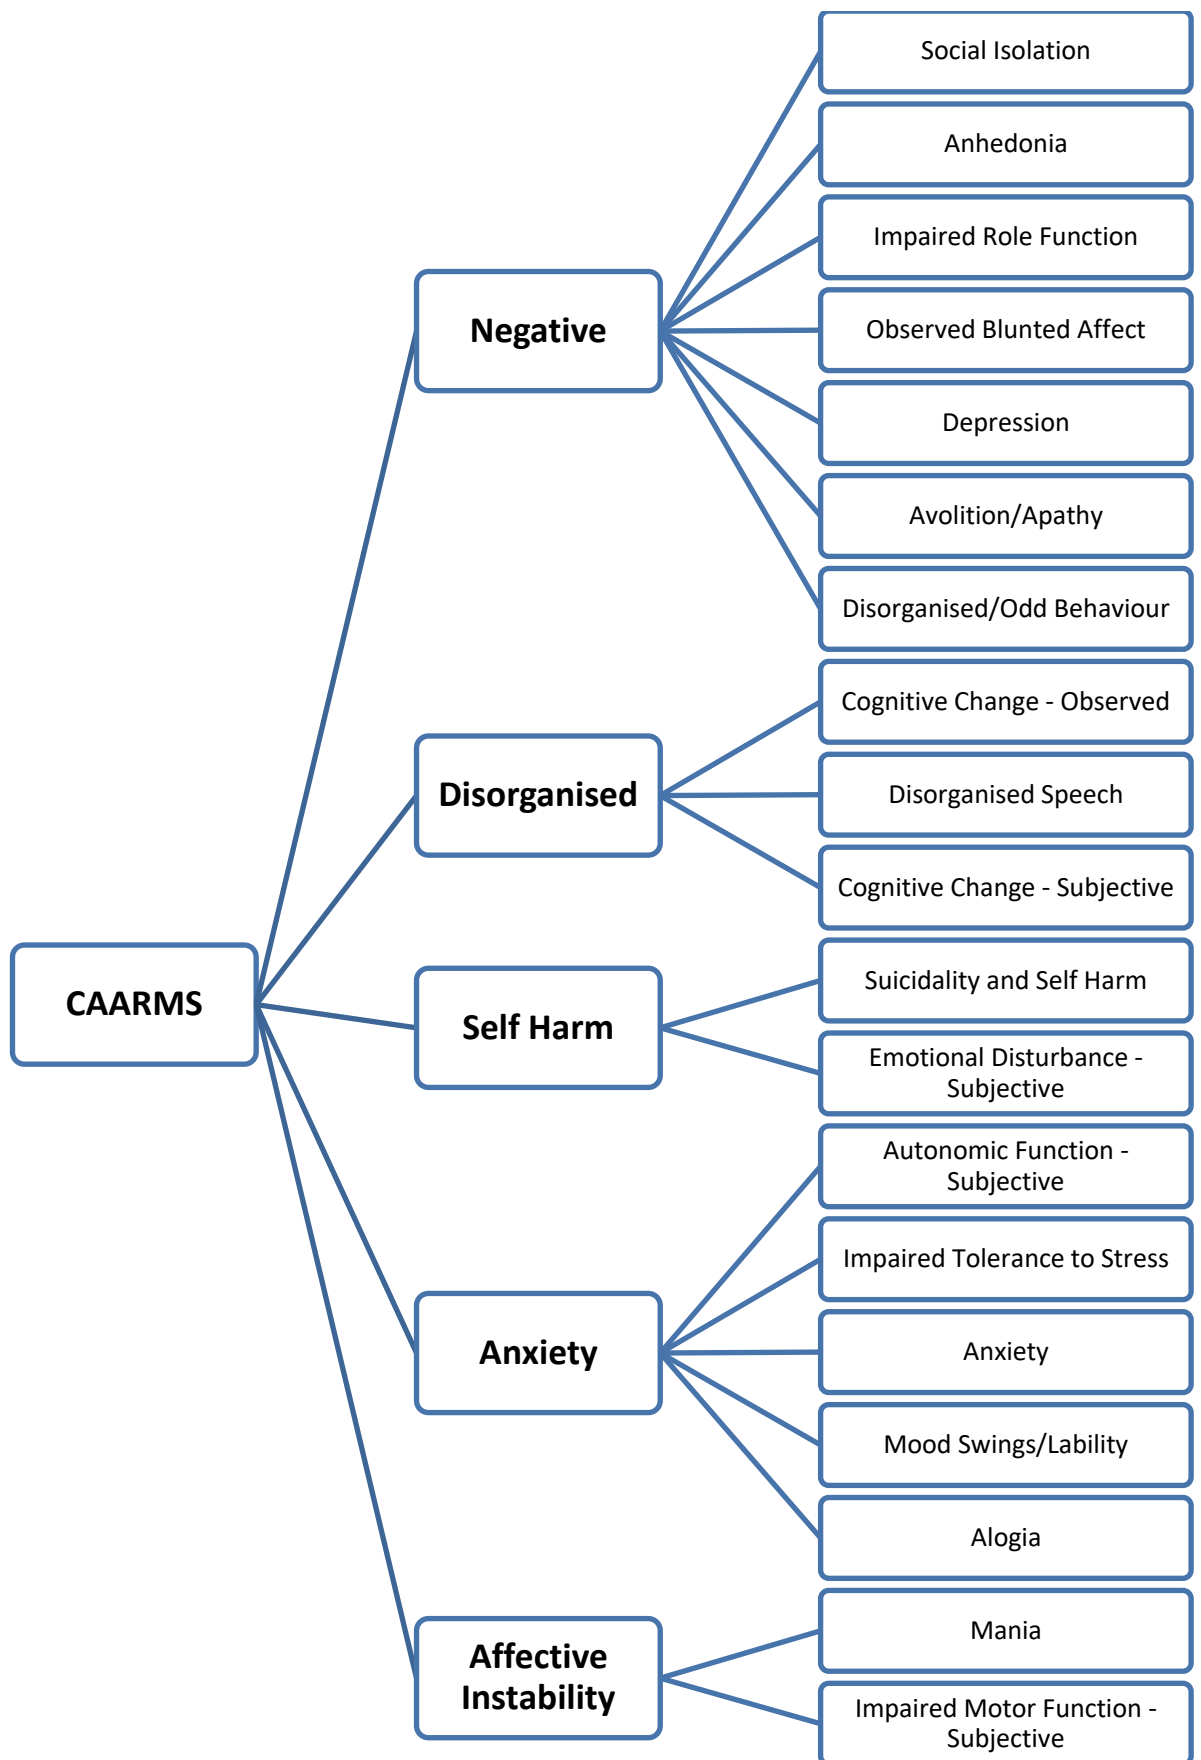 Social Isolation
Anhedonia
Impaired Role Function
Negative
Observed Blunted Affect
Depression
Avolition/Apathy
Disorganised/Odd Behaviour
Cognitive Change - Observed
Disorganised
Disorganised Speech
Cognitive Change - Subjective
CAARMS
Self Harm
Suicidality and Self Harm
Emotional Disturbance -
Subjective
Autonomic Function -
Subjective
Impaired Tolerance to Stress
Anxiety
Anxiety
Mood Swings/Lability
Alogia
Affective
Instability
Mania
Impaired Motor Function -
Subjective